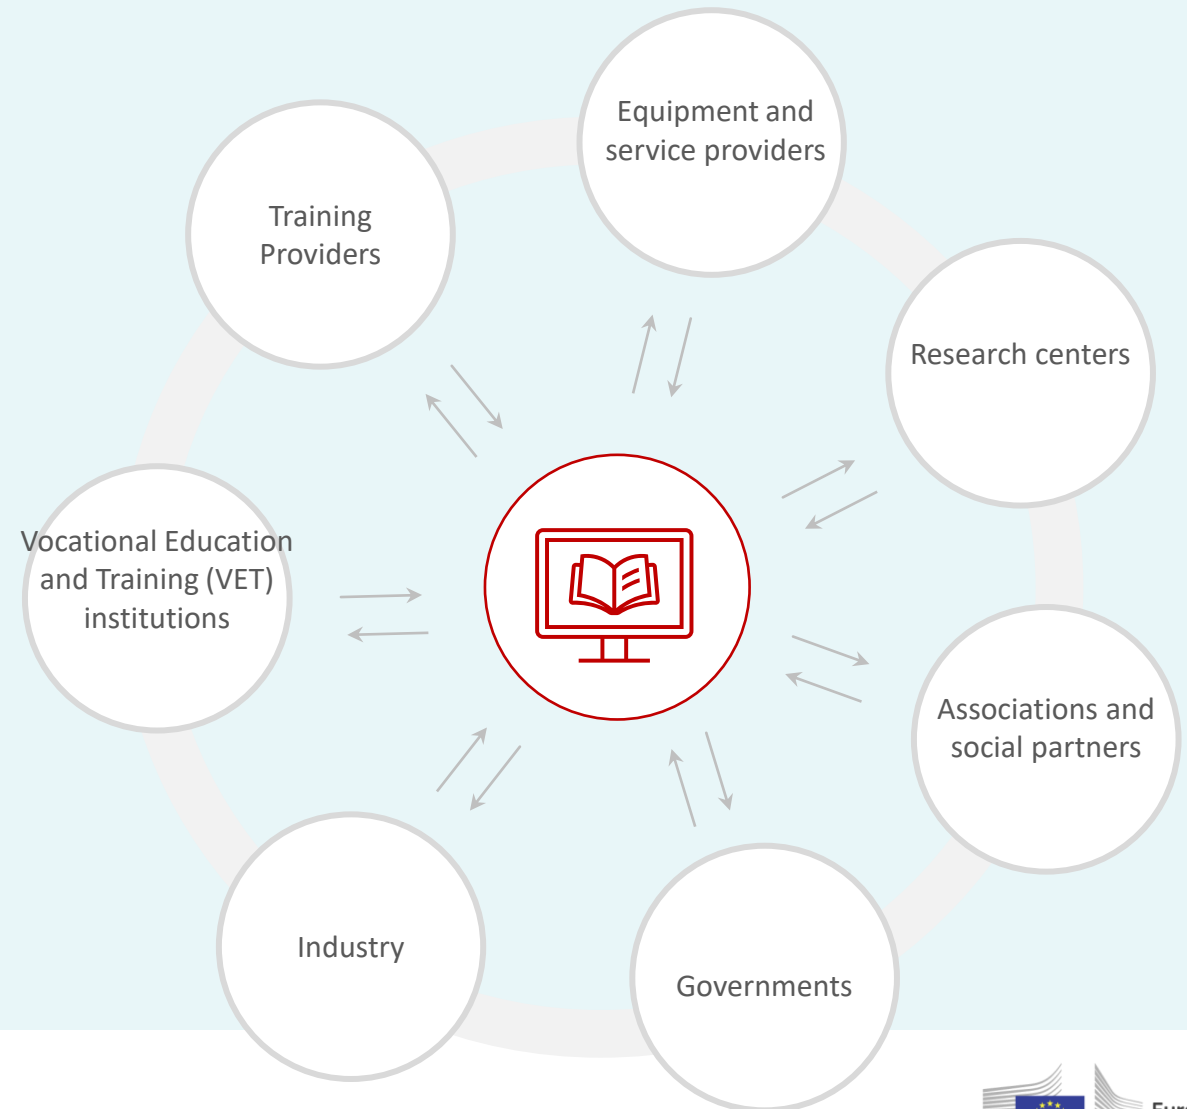 Equipment and
service providers
Training
Providers
Research centers
Vocational Education
and Training (VET)
institutions
Associations and
social partners
Industry
Governments